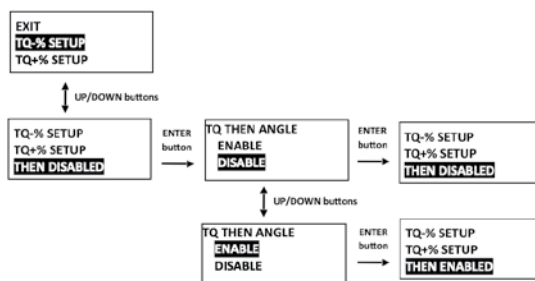 EXIT
TQ-% SETUP
TQ+% SETUP
UP/DOWN buttons
TQ-% SETUP
TQ+% SETUP
THEN DISABLED
ENTER
button
TQ THEN ANGLE
ENABLE
DISABLE
ENTER
button
TQ-% SETUP
TQ+% SETUP
THEN DISABLED
UP/DOWN buttons
TQ THEN ANGLE
ENABLE
DISABLE
ENTER
button
TQ-% SETUP
TQ+% SETUP
THEN ENABLED